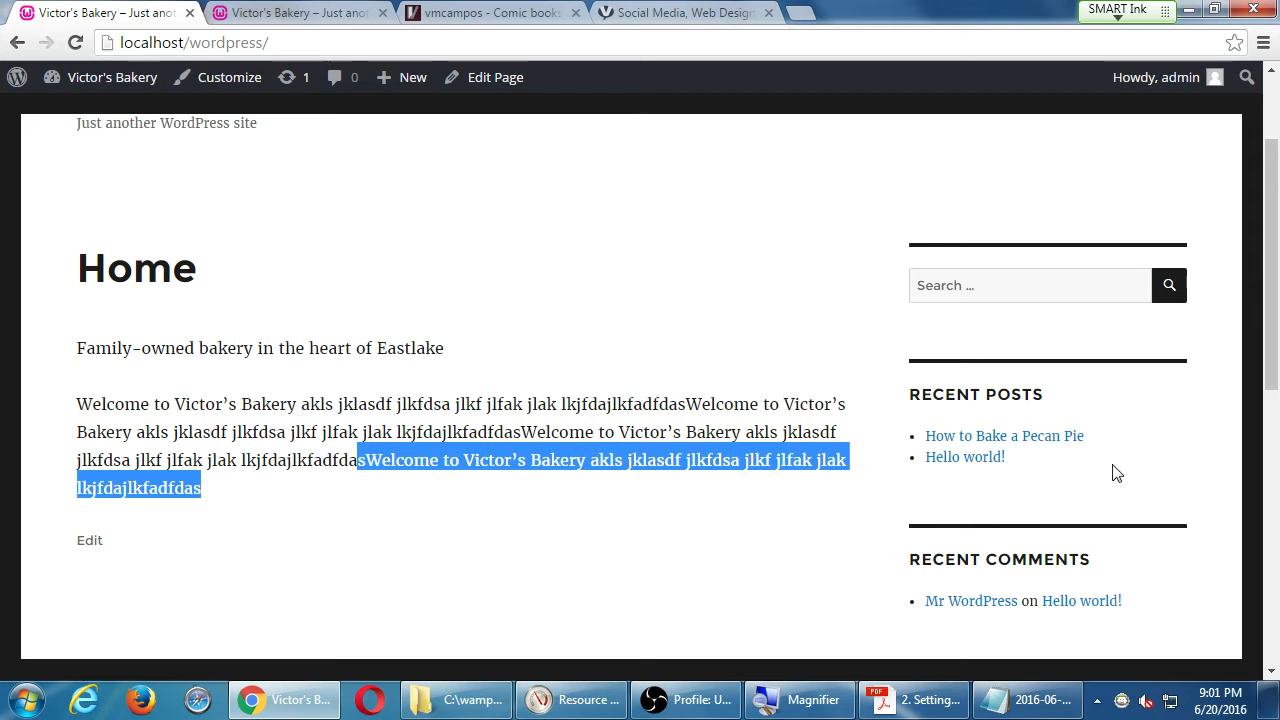 Victor's Bakery – Just anot
Victor's Bakery – Just anot
vmcampos - Comic books
Social Media, Web Design
SMART Ink
localhost/wordpress/
Victor's Bakery
Customize
1
0
New
Edit Page
Howdy, admin
Just another WordPress site
Home
Search ...
Family-owned bakery in the heart of Eastlake
RECENT POSTS
Welcome to Victor's Bakery akls jklasdf jlkfdsa jlkf jlfak jlak lkjfdajlkfadfdasWelcome to Victor's
Bakery akls jklasdf jlkfdsa jlkf jlfak jlak lkjfdajlkfadfdasWelcome to Victor's Bakery akls jklasdf
jlkfdsa jlkf jlfak jlak lkjfdajlkfadfdasWelcome to Victor's Bakery akls jklasdf jlkfdsa jlkf jlfak jlak
lkjfdajlkfadfdas
How to Bake a Pecan Pie
Hello world!
Edit
RECENT COMMENTS
Mr WordPress on Hello world!
Victor's B...
C:\wamp...
Resource ...
Profile: U...
Magnifier
PDF
2. Setting...
2016-06-...
9:01 PM
6/20/2016